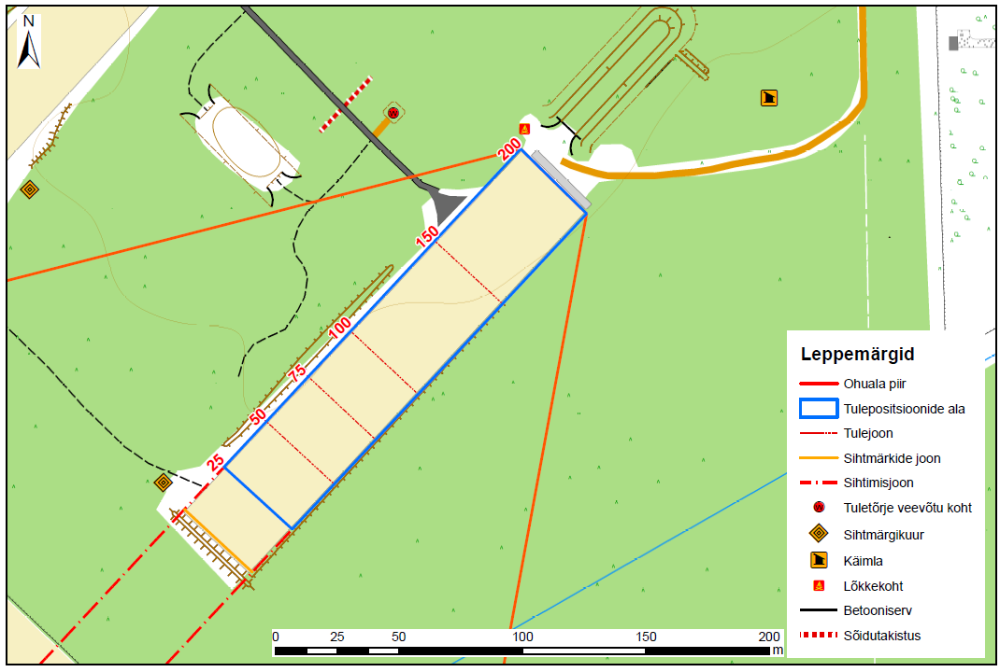 N
200
150
100
75
50
25
Leppemärgid
Ohuala piir
Tulepositsioonide ala
Tulejoon
Sihtmärkide joon
Sihtimisjoon
Tuletõrje veevõtu koht
Sihtmärgikuur
Käimla
Lõkkekoht
Betooniserv
Sõidutakistus
0 25 50 100 150 200
m